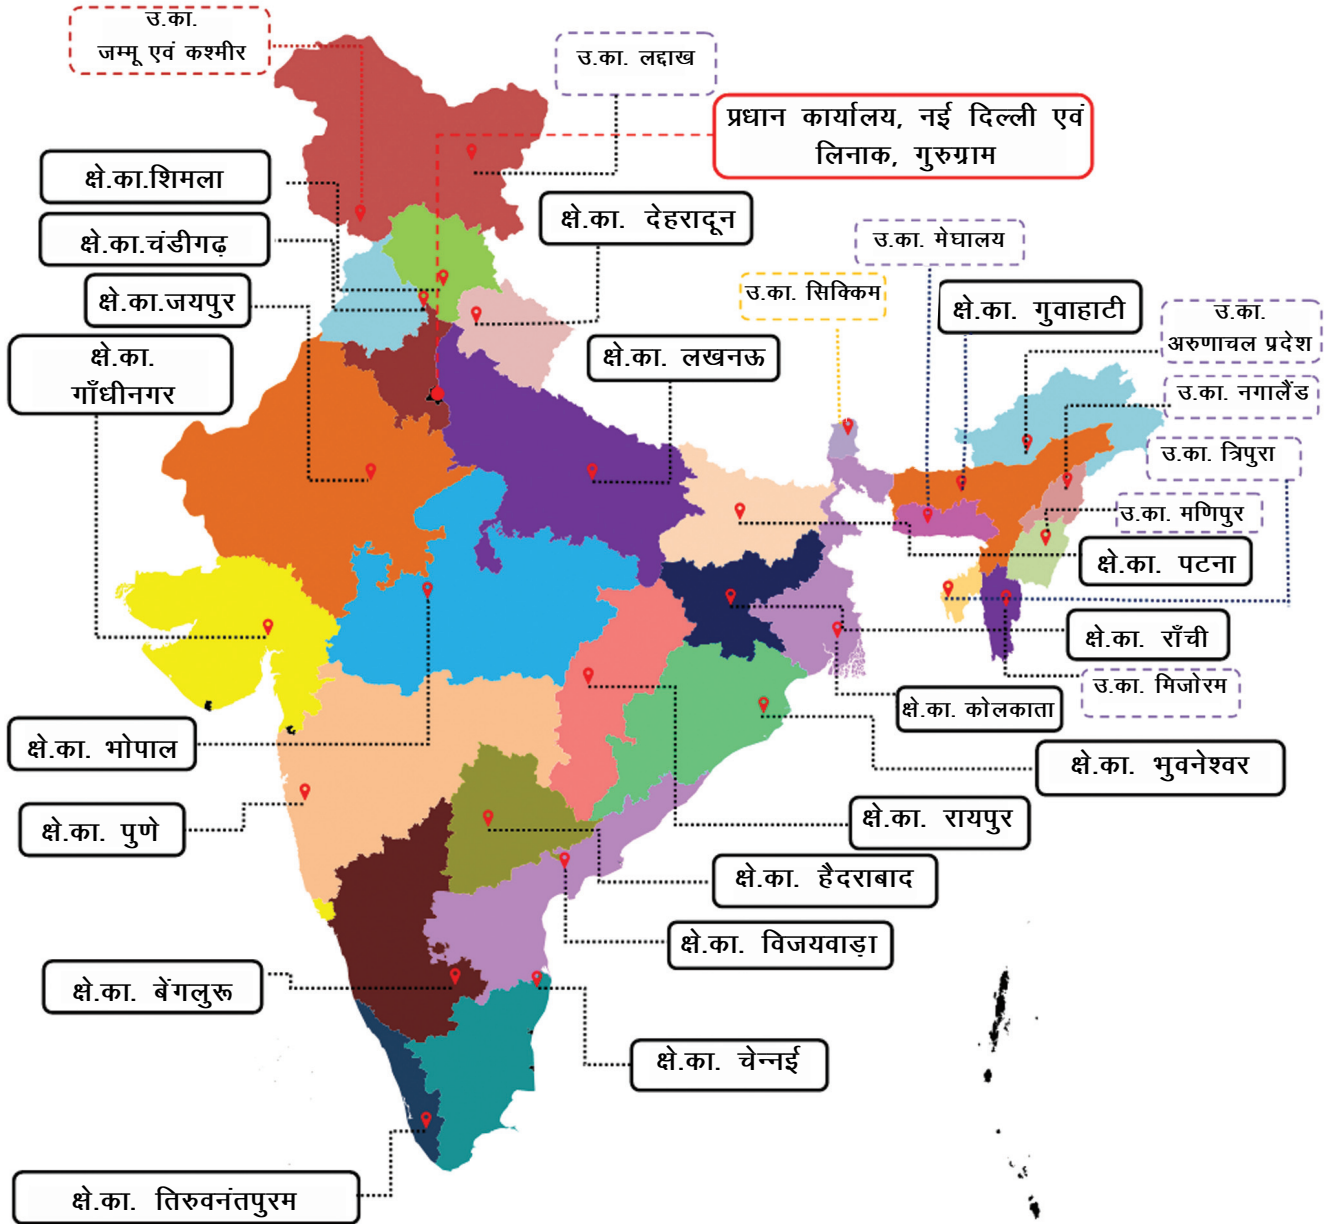 उ.का.
जम्मू एवं कश्मीर
उ.का. लद्दाख
प्रधान कार्यालय, नई दिल्ली एवं
लिनाक, गुरुग्राम
क्षे.का.शिमला
क्षे.का. देहरादून
क्षे.का.चंडीगढ़
उ.का. मेघालय
उ.का. सिक्किम
क्षे.का.जयपुर
क्षे.का. गुवाहाटी
उ.का.
अरुणाचल प्रदेश
क्षे.का.
गाँधीनगर
क्षे.का. लखनऊ
उ.का. नगालैंड
उ.का. त्रिपुरा
उ.का. मणिपुर
क्षे.का. पटना
क्षे.का. राँची
उ.का. मिजोरम
क्षे.का. कोलकाता
क्षे.का. भोपाल
क्षे.का. भुवनेश्वर
क्षे.का. पुणे
क्षे.का. रायपुर
क्षे.का. हैदराबाद
क्षे.का. विजयवाड़ा
क्षे.का. बेंगलुरू
क्षे.का. चेन्नई
क्षे.का. तिरुवनंतपुरम